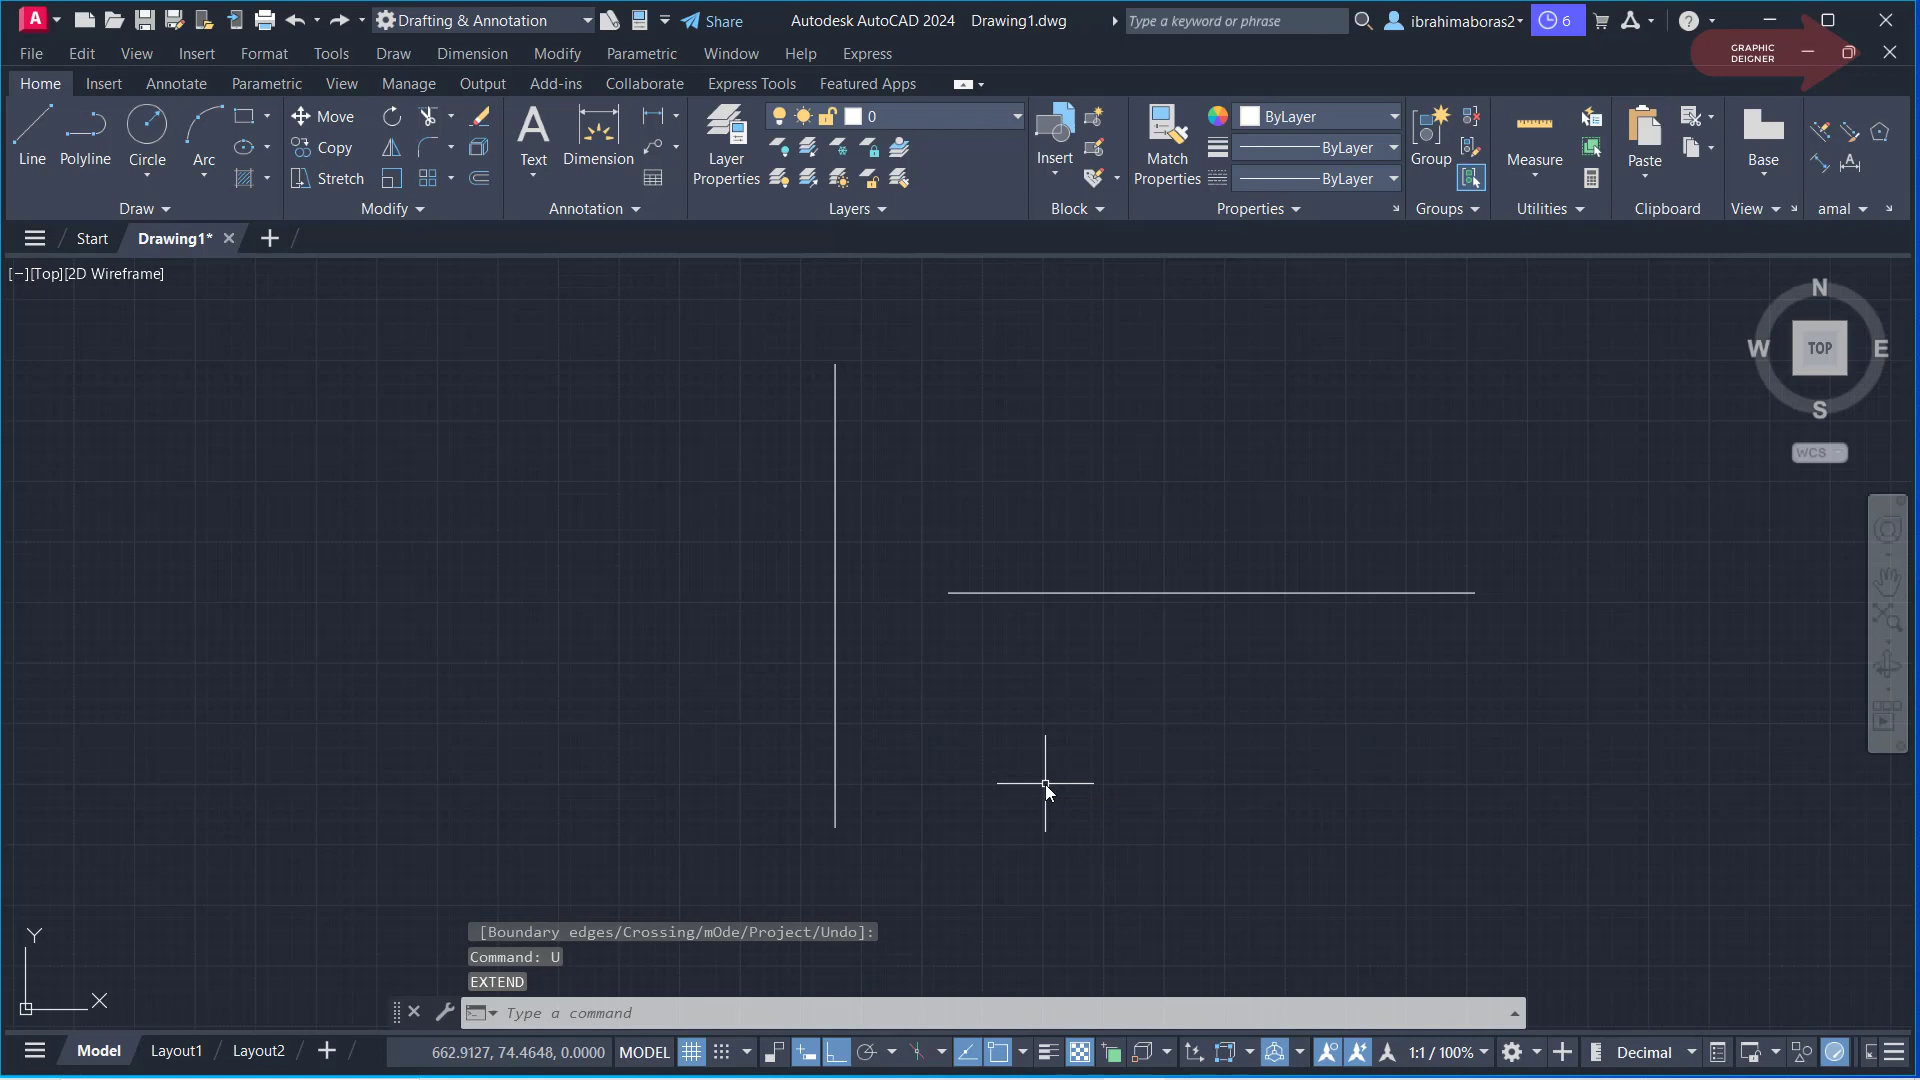 A Drafting & Annotation Share Autodesk AutoCAD 2024 Drawing1.dwg Type a keyword or phrase ibrahimaboras2 6
File Edit View Insert Format Tools Draw Dimension Modify Parametric Window Help Express
GRAPHIC
DEIGNER
Home Insert Annotate Parametric View Manage Output Add-ins Collaborate Express Tools Featured Apps
Move 0 ByLayer
Copy ByLayer
Line Polyline Circle Arc Text Dimension Layer Properties Insert Match Properties Group Measure Paste Base
Stretch ByLayer
Draw Modify Annotation Layers Block Properties Groups Utilities Clipboard View amal
Start Drawing1*
[−][Top][2D Wireframe]
N
W TOP E
S
WCS
[Boundary edges/Crossing/mOde/Project/Undo]:
Command: U
EXTEND
Y
X
Type a command
Model Layout1 Layout2 662.9127, 74.4648, 0.0000 MODEL 1:1 / 100% Decimal